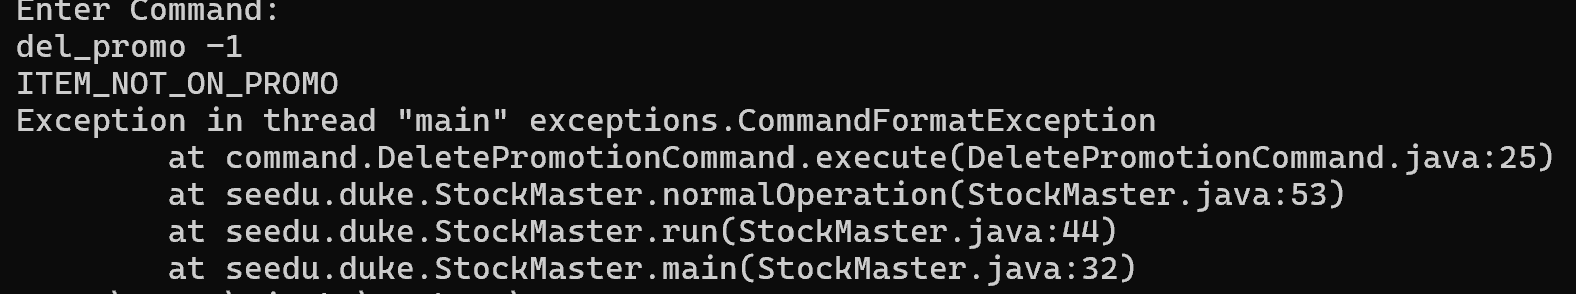 Enter Command:
del_promo -1
ITEM_NOT_ON_PROMO
Exception in thread "main" exceptions.CommandFormatException
        at command.DeletePromotionCommand.execute(DeletePromotionCommand.java:25)
        at seedu.duke.StockMaster.normalOperation(StockMaster.java:53)
        at seedu.duke.StockMaster.run(StockMaster.java:44)
        at seedu.duke.StockMaster.main(StockMaster.java:32)